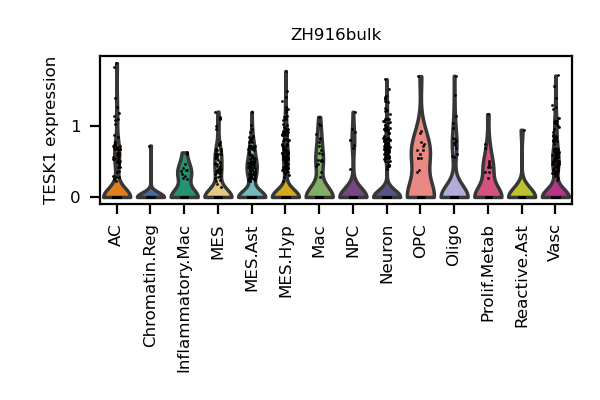 ZH916bulk
TESK1 expression
1
0
AC
Chromatin.Reg
Inflammatory.Mac
MES
MES.Ast
MES.Hyp
Mac
NPC
Neuron
OPC
Oligo
Prolif.Metab
Reactive.Ast
Vasc